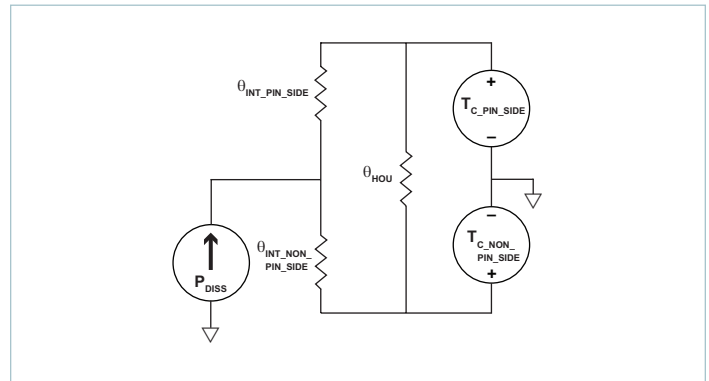 θINT_PIN_SIDE
+
TC_PIN_SIDE
–
θHOU
–
TC_NON_
PIN_SIDE
+
θINT_NON_
PIN_SIDE
PDISS